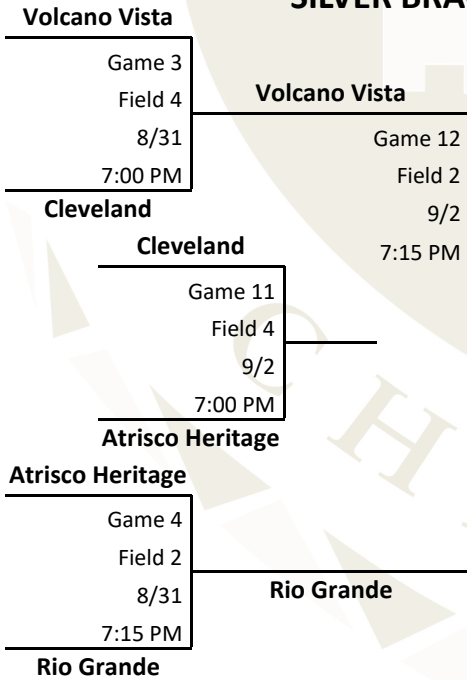 SILVER
Volcano Vista
Game 3
Field 4
8/31
7:00 PM
Cleveland
Volcano Vista
Game 12
Field 2
9/2
7:15 PM
Cleveland
Game 11
Field 4
9/2
7:00 PM
Atrisco Heritage
Atrisco Heritage
Game 4
Field 2
8/31
7:15 PM
Rio Grande
Rio Grande
C H